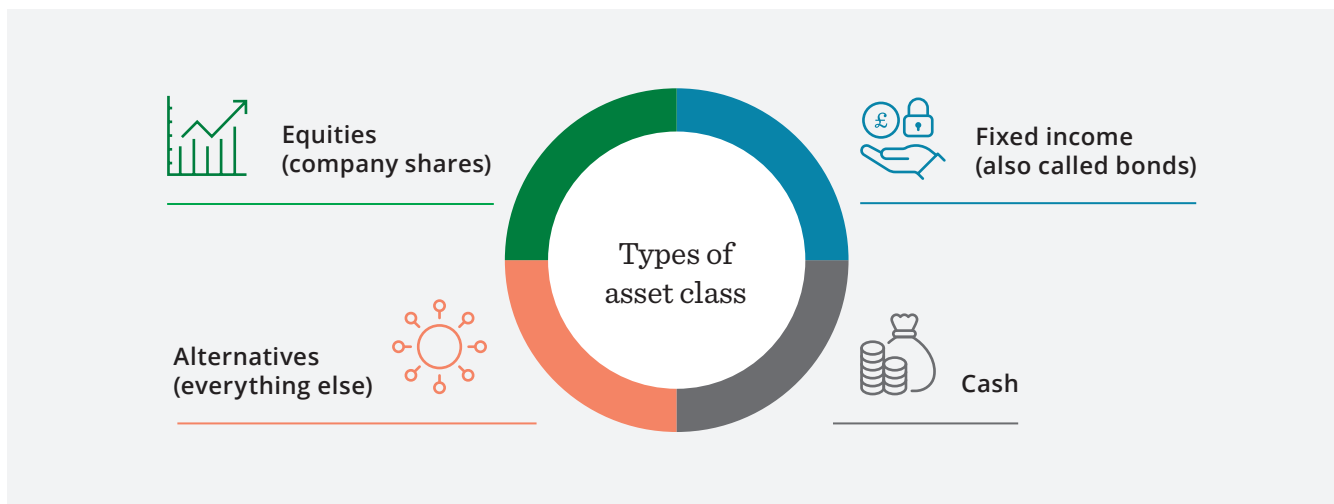 Equities
(company shares)
£
Fixed income
(also called bonds)
Types of
asset class
Alternatives
(everything else)
Cash